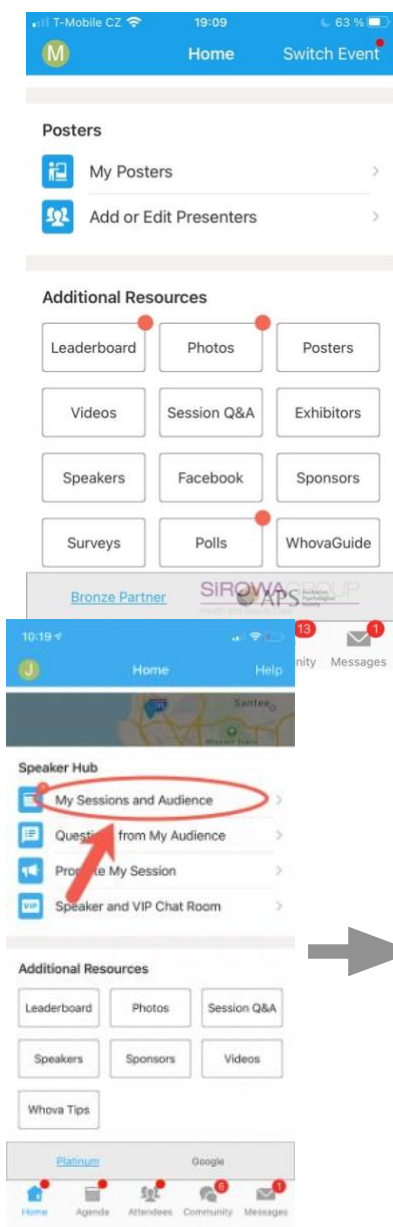 T-Mobile CZ 19:09 63 %
M Home Switch Event
Posters
My Posters
Add or Edit Presenters
Additional Resources
Leaderboard Photos Posters
Videos Session Q&A Exhibitors
Speakers Facebook Sponsors
Surveys Polls WhovaGuide
Bronze Partner SiROWA GROUP APS
13 1
nity Messages
10:19
J Home Help
Santee
Speaker Hub
My Sessions and Audience
Questions from My Audience
Promote My Session
VIP Speaker and VIP Chat Room
Additional Resources
Leaderboard Photos Session Q&A
Speakers Sponsors Videos
Whova Tips
Platinum Google
6 1
Home Agenda Attendees Community Messages